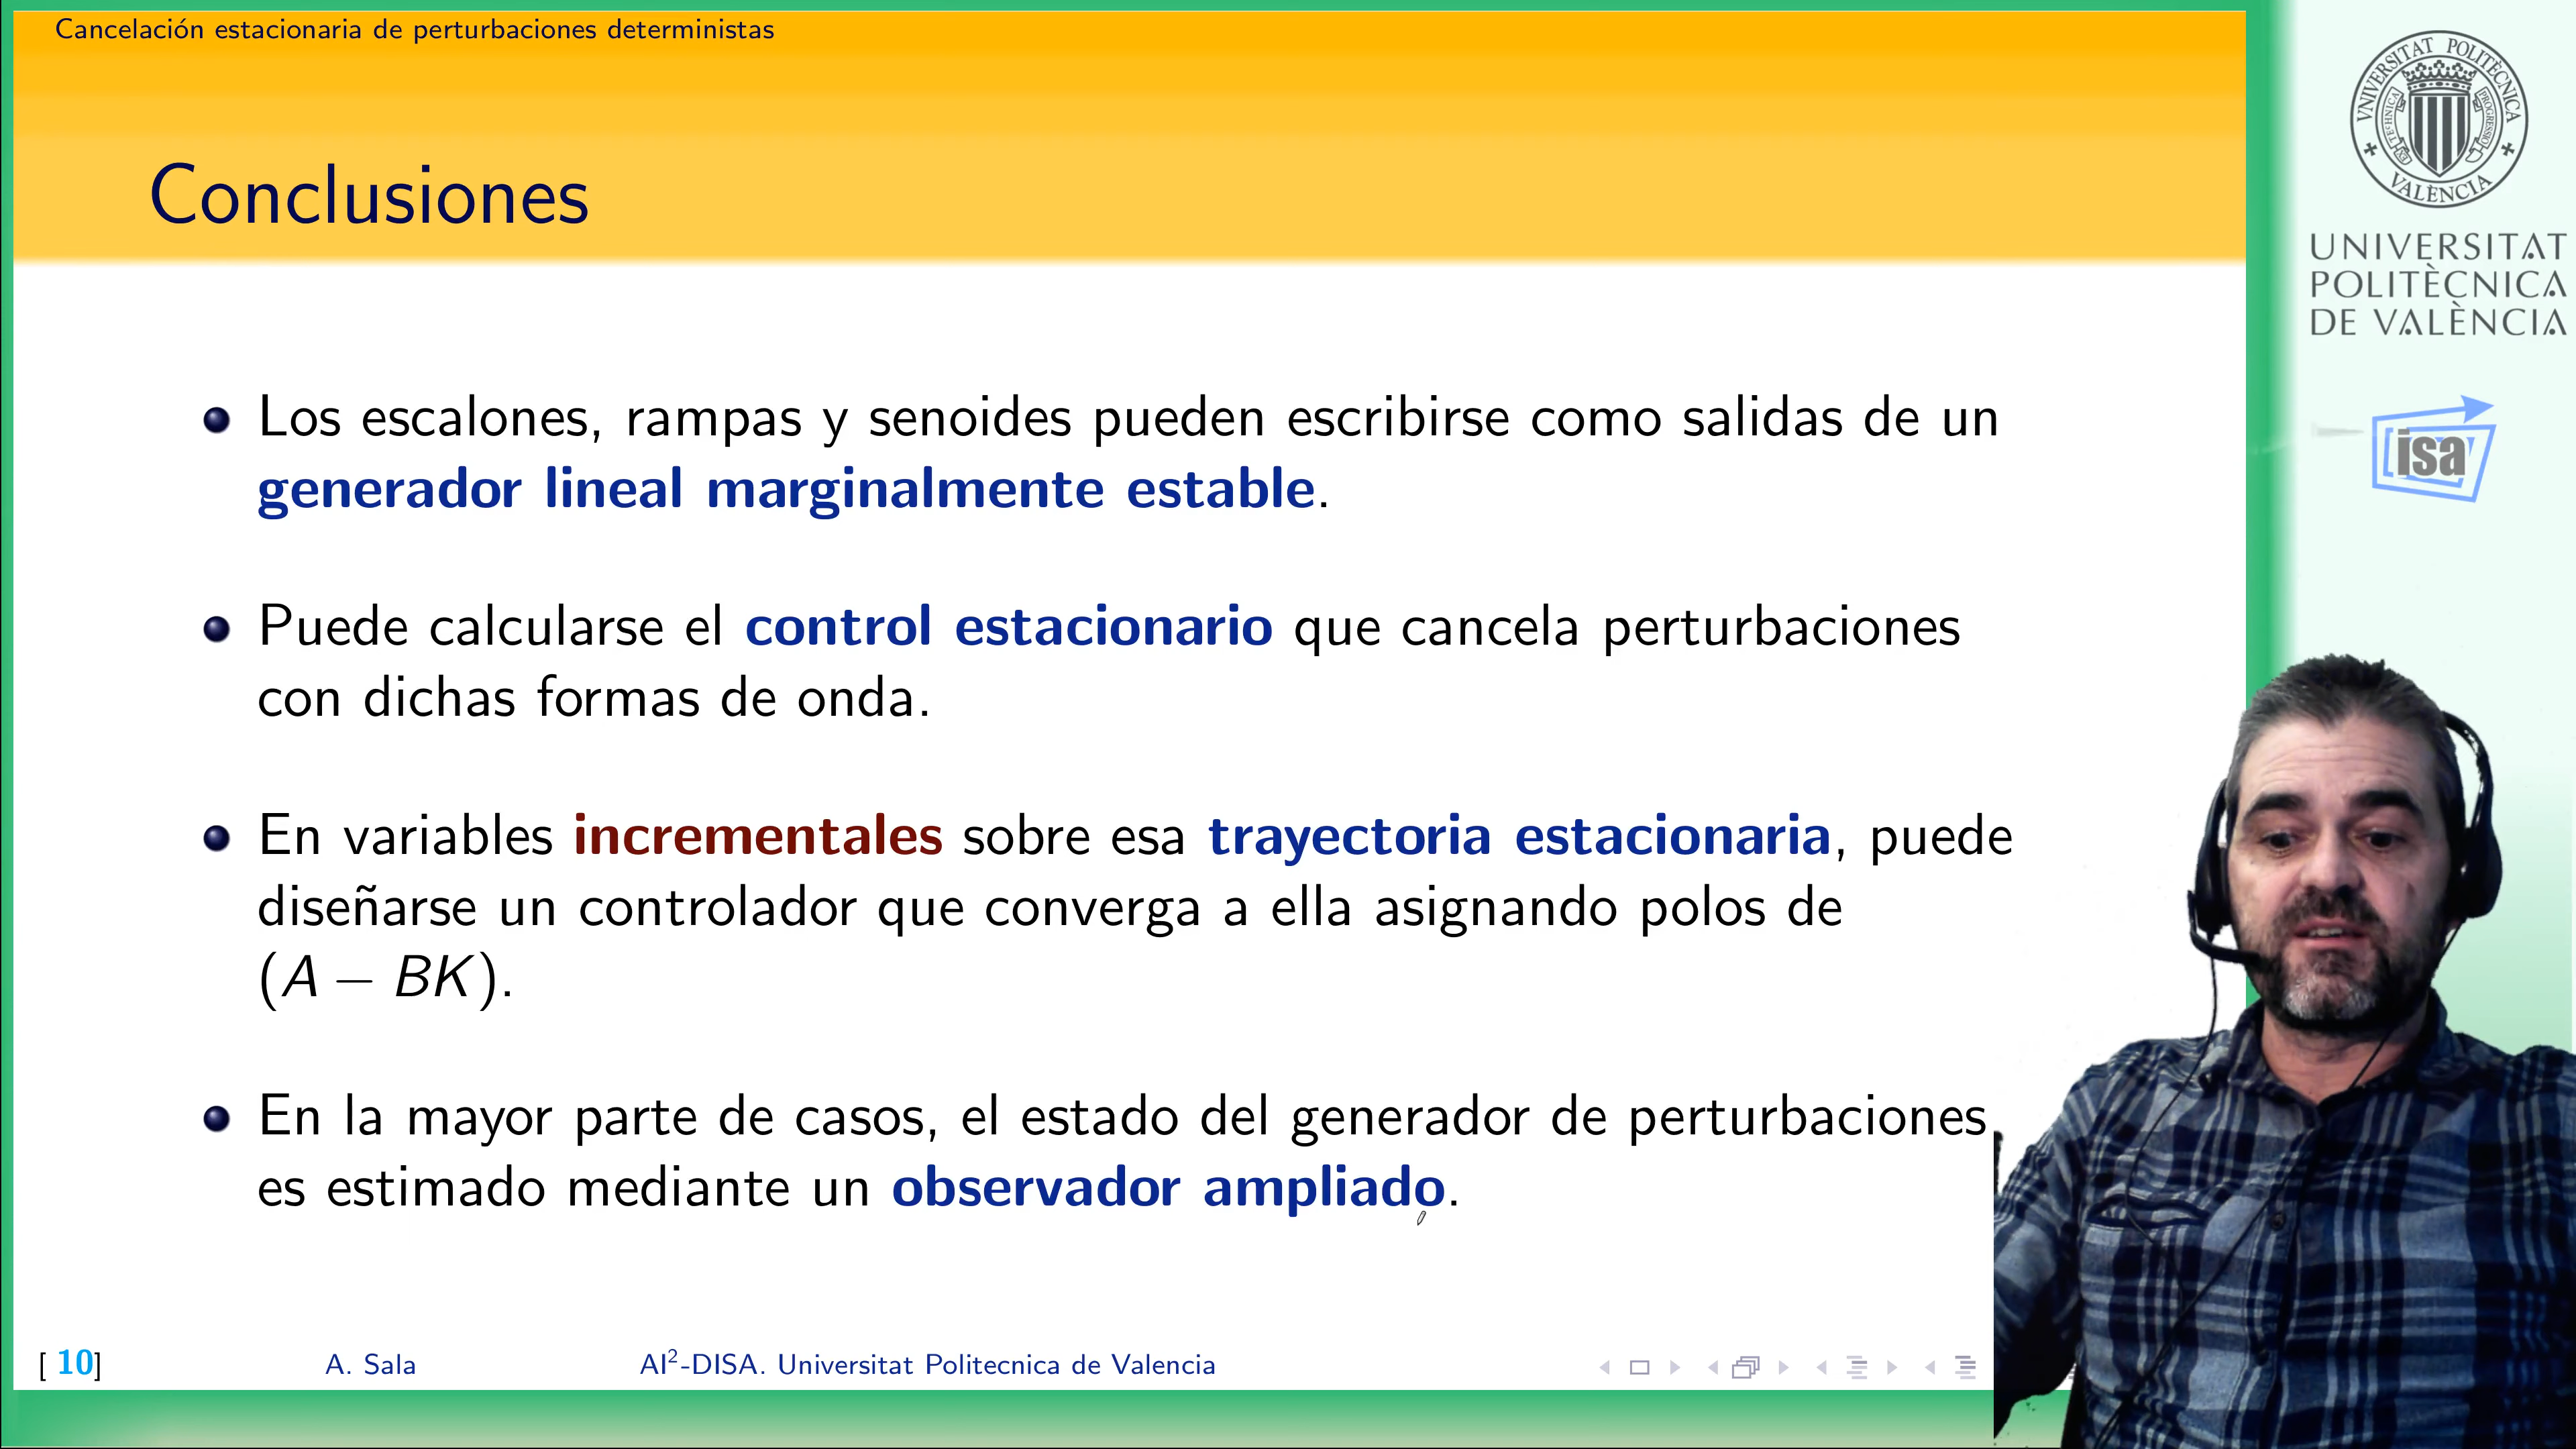 Cancelación estacionaria de perturbaciones deterministas
Conclusiones
Los escalones, rampas y senoides pueden escribirse como salidas de un
generador lineal marginalmente estable.
Puede calcularse el control estacionario que cancela perturbaciones
con dichas formas de onda.
En variables incrementales sobre esa trayectoria estacionaria, puede
diseñarse un controlador que converga a ella asignando polos de
(A − BK).
En la mayor parte de casos, el estado del generador de perturbaciones
es estimado mediante un observador ampliado.
[ 10]
A. Sala
AI²-DISA. Universitat Politecnica de Valencia
UNIVERSITAT POLITÈCNICA
VALÈNCIA
UNIVERSITAT
POLITÈCNICA
DE VALÈNCIA
isa